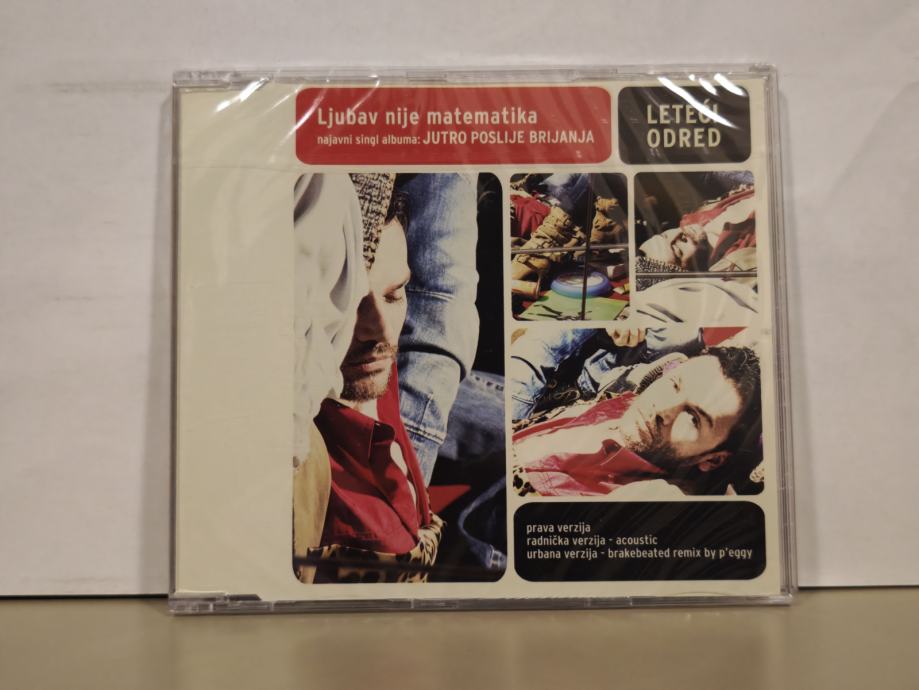 Ljubav nije matematika
najavni singl albuma: JUTRO POSLIJE BRIJANJA
LETEĆI
ODRED
prava verzija
radnička verzija - acoustic
urbana verzija - brakebeated remix by p'eggy